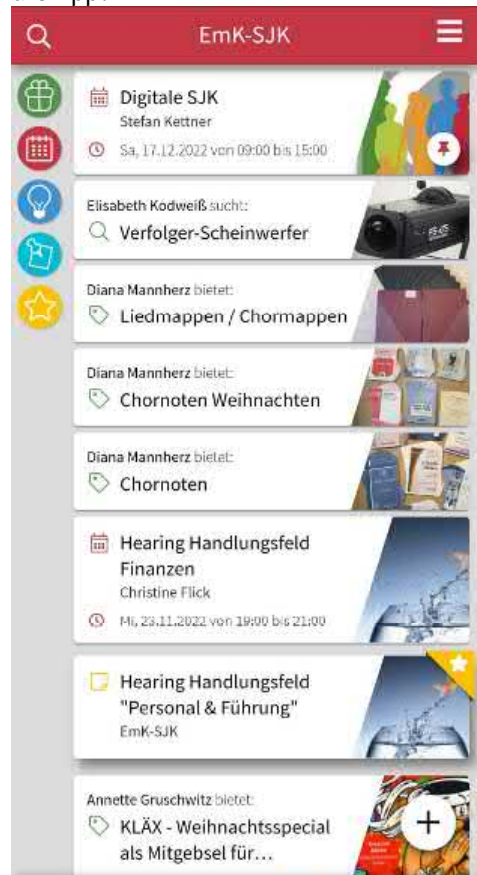 EmK-SJK
Digitale SJK
Stefan Kettner
Sa, 17.12.2022 von 09:00 bis 15:00
Elisabeth Kodweiß sucht:
Verfolger-Scheinwerfer
Diana Mannherz bietet:
Liedmappen / Chormappen
Diana Mannherz bietet:
Chornoten Weihnachten
Diana Mannherz bietet:
Chornoten
Hearing Handlungsfeld
Finanzen
Christine Flick
Mi, 23.11.2022 von 19:00 bis 21:00
Hearing Handlungsfeld
"Personal & Führung"
EmK-SJK
Annette Gruschwitz bietet:
KLÄX - Weihnachtsspecial
als Mitgebsel für…